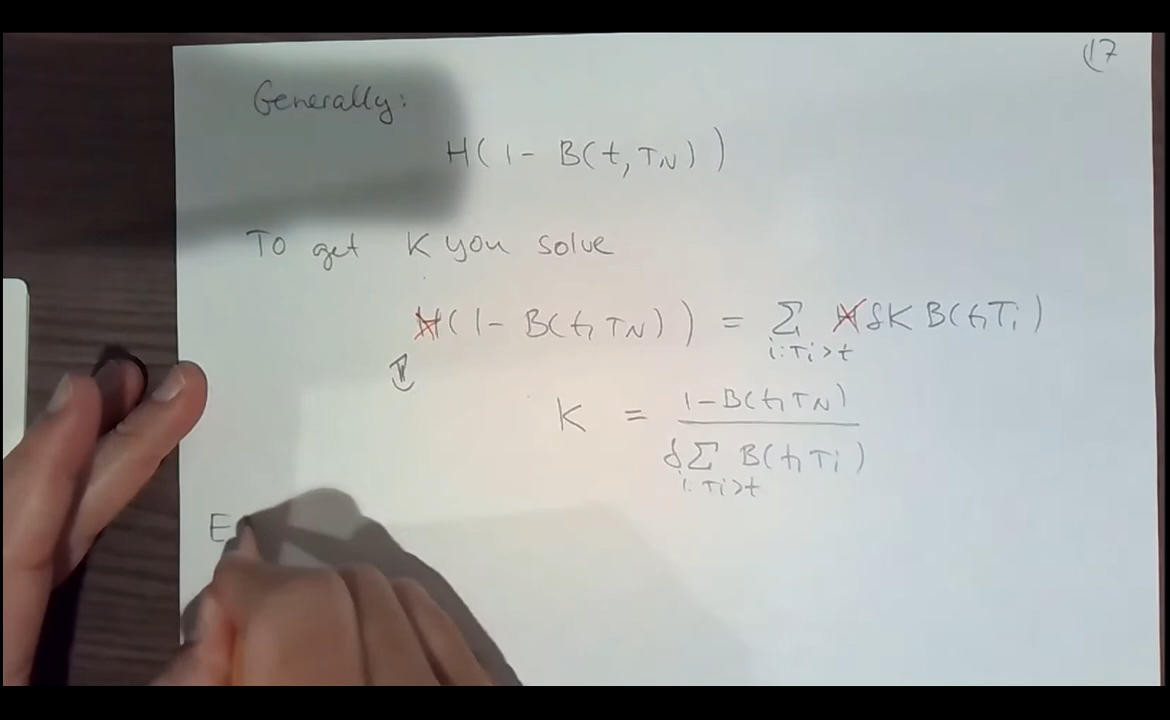 (17
Generally:
H(1 - B(t, TN))
To get K you solve
H(1 - B(t, TN)) = Σ HδK B(t, Ti)
i: Ti > t
⇓
K = 1 - B(t, TN)
δ Σ B(t, Ti)
i: Ti > t
E